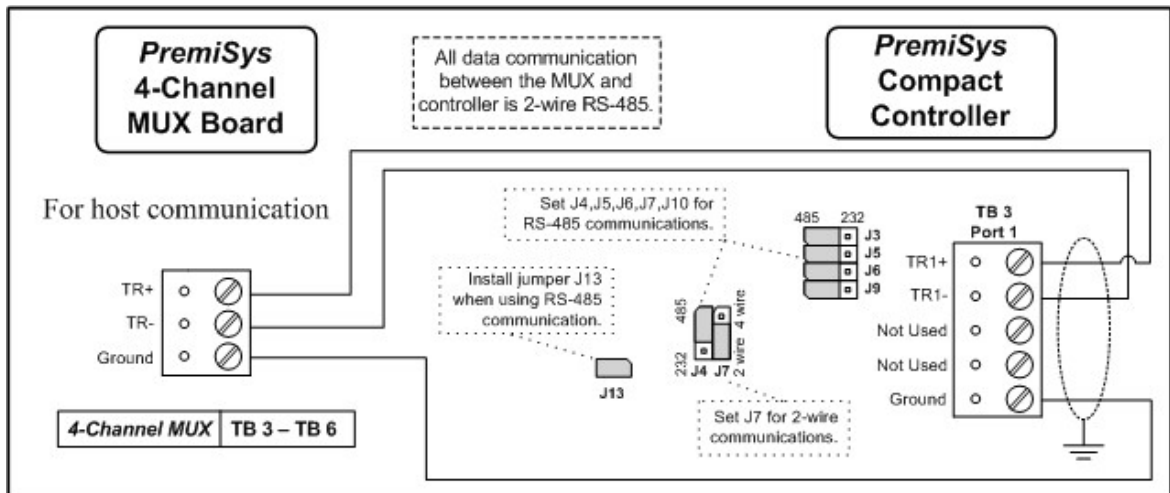 PremiSys
4-Channel
MUX Board
All data communication
between the MUX and
controller is 2-wire RS-485.
PremiSys
Compact
Controller
For host communication
Set J4,J5,J6,J7,J10 for
RS-485 communications.
485 232
J3
J5
J6
J9
TB 3
Port 1
TR1+
TR1-
Not Used
Not Used
Ground
TR+
TR-
Ground
Install jumper J13
when using RS-485
communication.
J13
485
232
J4
J7
2 wire 4 wire
Set J7 for 2-wire
communications.
4-Channel MUX TB 3 – TB 6